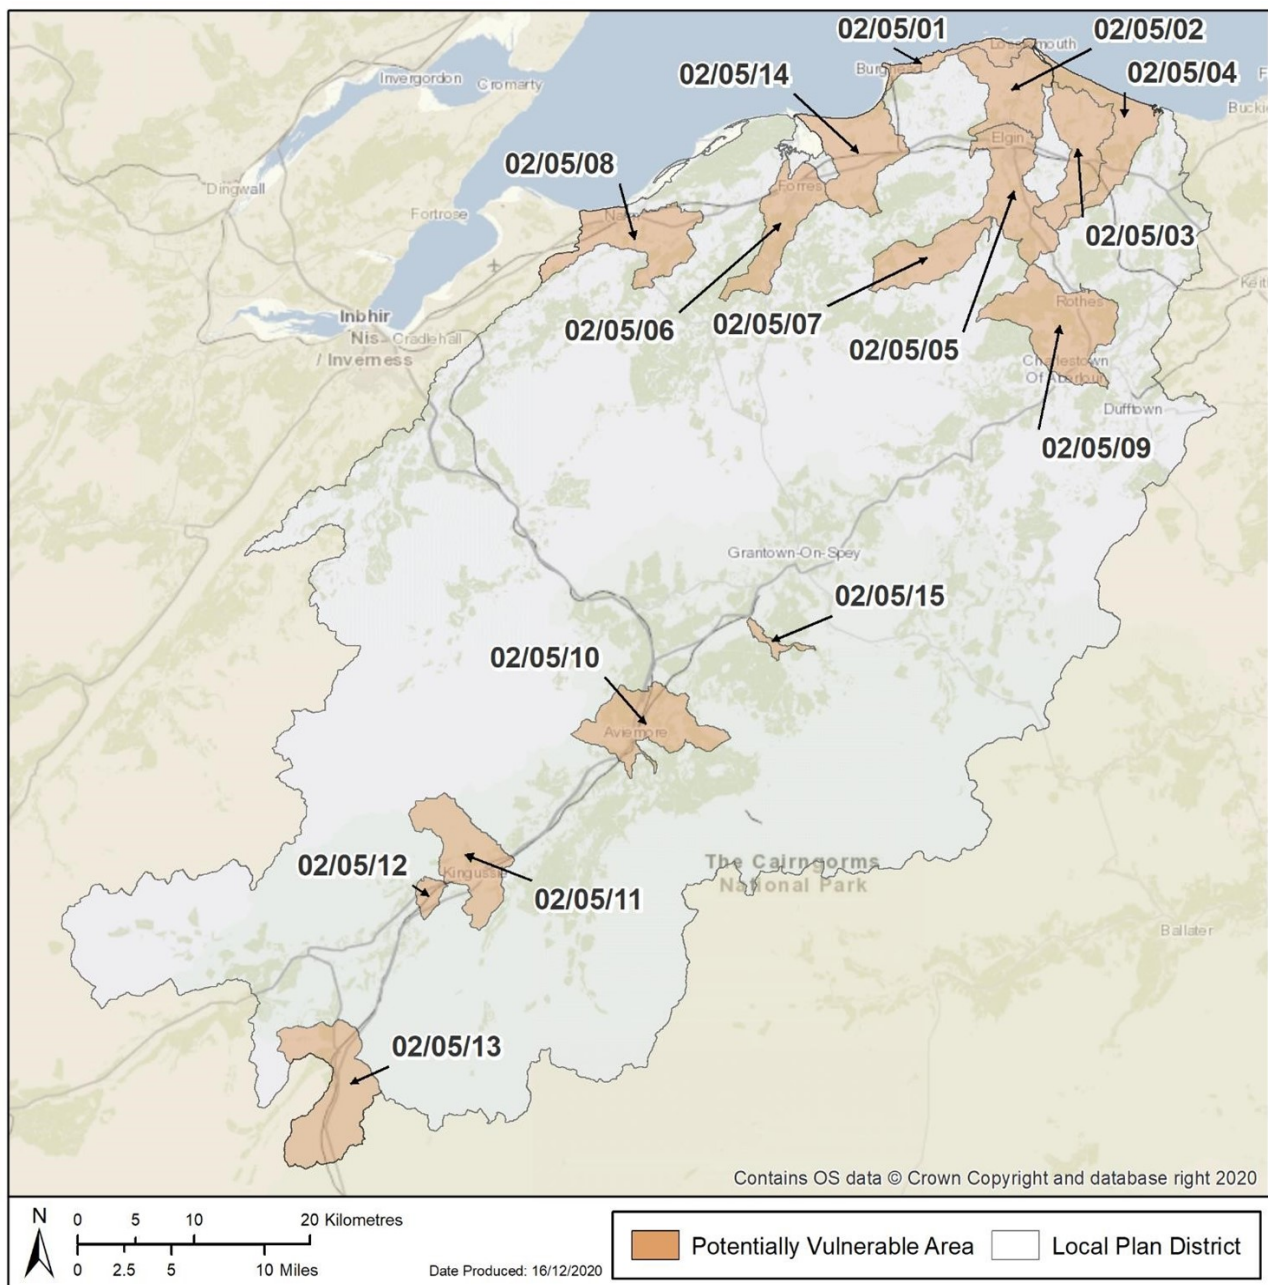 02/05/01
02/05/02
Lossiemouth
02/05/14
Burghead
02/05/04
Invergordon
Cromarty
Elgin
02/05/08
Dingwall
Forres
Fortrose
02/05/03
02/05/06
02/05/07
02/05/05
Rothes
Inbhir
Nis
Cradlehall
/ Inverness
Charlestown
Of Aberlour
Dufftown
02/05/09
Grantown-On-Spey
02/05/15
02/05/10
Aviemore
The Cairngorms
National Park
02/05/12
Kingussie
02/05/11
Ballater
02/05/13
Contains OS data © Crown Copyright and database right 2020
N
0 5 10 20 Kilometres
0 2.5 5 10 Miles
Date Produced: 16/12/2020
Potentially Vulnerable Area
Local Plan District